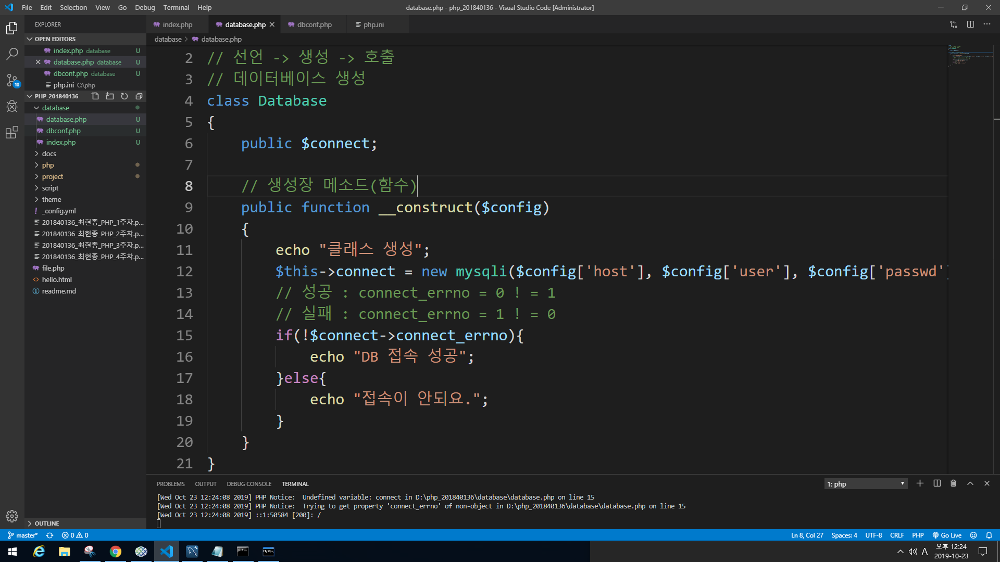 File Edit Selection View Go Debug Terminal Help
database.php - php_201840136 - Visual Studio Code [Administrator]
EXPLORER
OPEN EDITORS
index.php database U
database.php database U
dbconf.php database U
php.ini C:\php
PHP_201840136
database
database.php U
dbconf.php U
index.php U
docs
php
project
script
theme
_config.yml
201840136_최현종_PHP_1주차.p...
201840136_최현종_PHP_2주차.p...
201840136_최현종_PHP_3주차.p...
201840136_최현종_PHP_4주차.p...
file.php
hello.html
readme.md
OUTLINE
10
index.php database.php dbconf.php php.ini
database > database.php
2 // 선언 -> 생성 -> 호출
3 // 데이터베이스 생성
4 class Database
5 {
6 public $connect;
7
8 // 생성장 메소드(함수)
9 public function __construct($config)
10 {
11 echo "클래스 생성";
12 $this->connect = new mysqli($config['host'], $config['user'], $config['passwd']
13 // 성공 : connect_errno = 0 ! = 1
14 // 실패 : connect_errno = 1 ! = 0
15 if(!$connect->connect_errno){
16 echo "DB 접속 성공";
17 }else{
18 echo "접속이 안되요.";
19 }
20 }
21 }
PROBLEMS OUTPUT DEBUG CONSOLE TERMINAL
1: php
[Wed Oct 23 12:24:08 2019] PHP Notice:  Undefined variable: connect in D:\php_201840136\database\database.php on line 15
[Wed Oct 23 12:24:08 2019] PHP Notice:  Trying to get property 'connect_errno' of non-object in D:\php_201840136\database\database.php on line 15
[Wed Oct 23 12:24:08 2019] ::1:50584 [200]: /
master* 0 0
Ln 8, Col 27 Spaces: 4 UTF-8 CRLF PHP Go Live
A
오후 12:24
2019-10-23